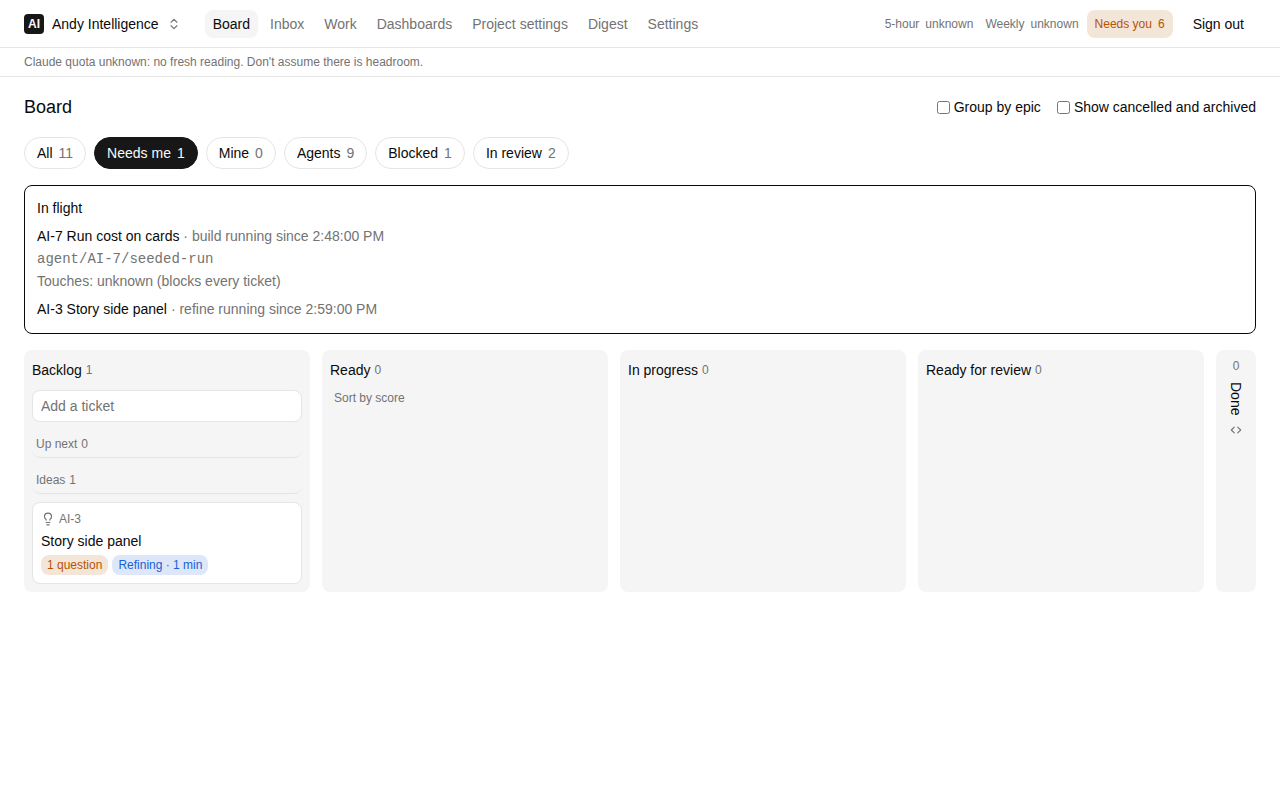 AI Andy Intelligence Board Inbox Work Dashboards Project settings Digest Settings 5-hour unknown Weekly unknown Needs you 6 Sign out
Claude quota unknown: no fresh reading. Don't assume there is headroom.
Board Group by epic Show cancelled and archived
All 11 Needs me 1 Mine 0 Agents 9 Blocked 1 In review 2
In flight
AI-7 Run cost on cards · build running since 2:48:00 PM
agent/AI-7/seeded-run
Touches: unknown (blocks every ticket)
AI-3 Story side panel · refine running since 2:59:00 PM
Backlog 1
Add a ticket
Up next 0
Ideas 1
AI-3
Story side panel
1 question Refining · 1 min
Ready 0
Sort by score
In progress 0
Ready for review 0
0
Done